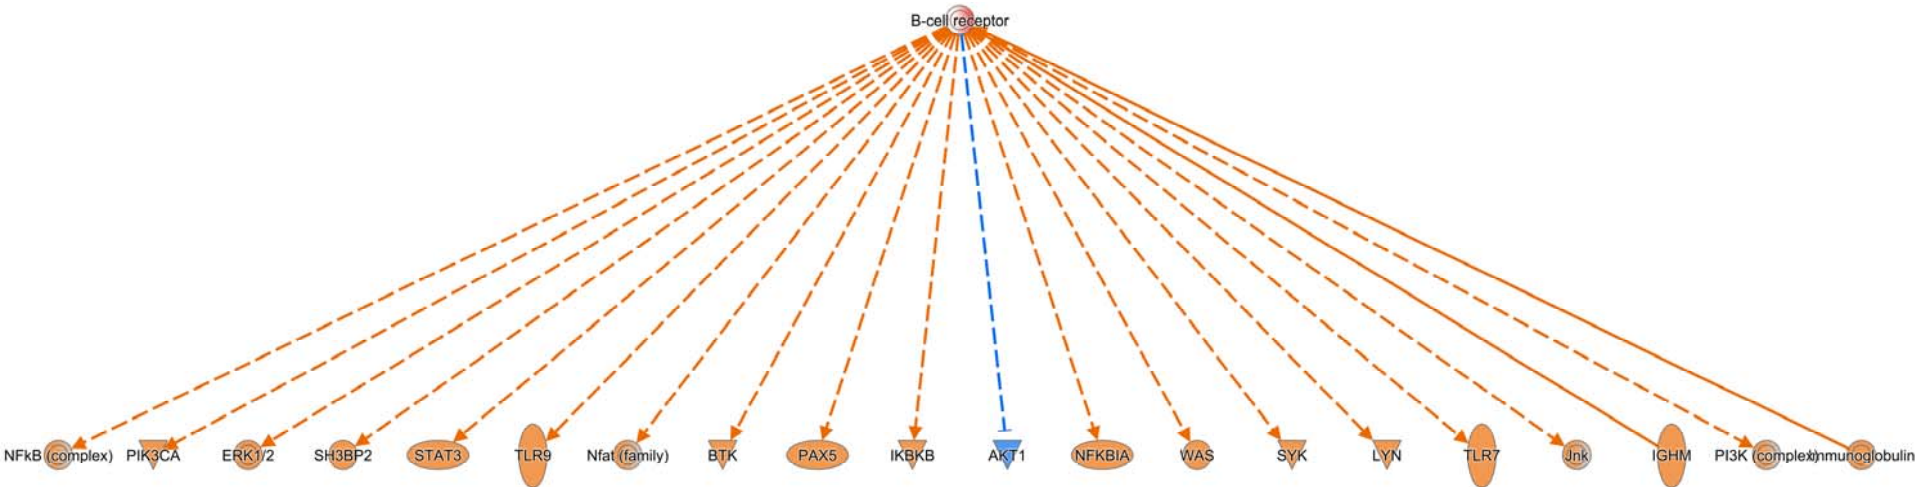 B-cell receptor
NFkB (complex)
PIK3CA
ERK1/2
SH3BP2
STAT3
TLR9
Nfat (family)
BTK
PAX5
IKBKB
AKT1
NFKBIA
WAS
SYK
LYN
TLR7
Jnk
IGHM
PI3K (complex)
Immunoglobulin